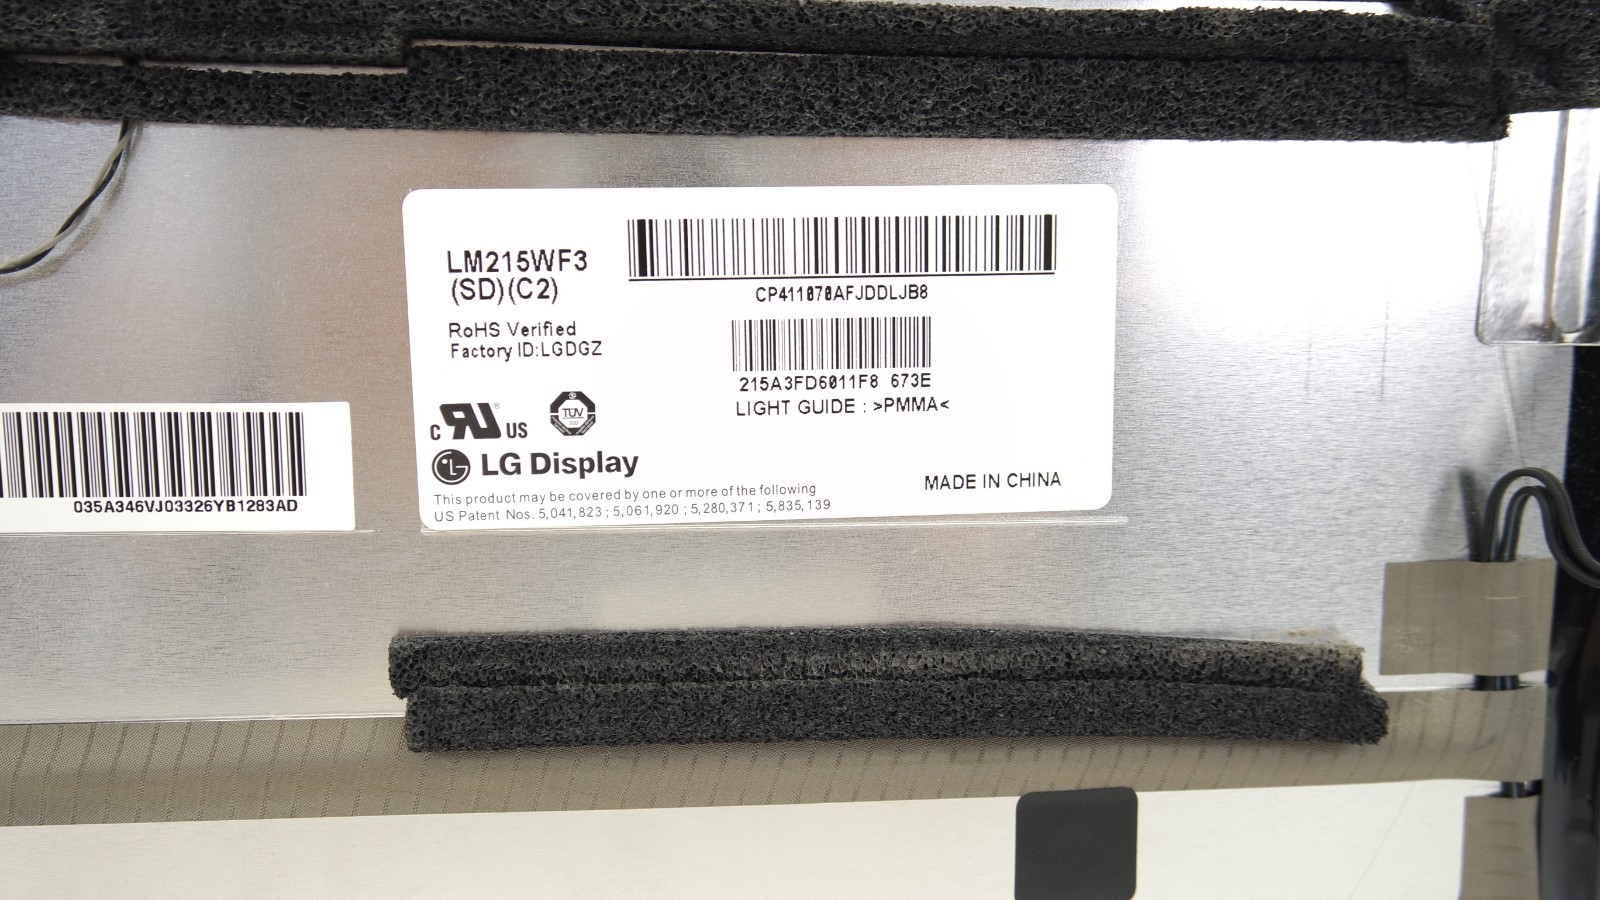 LM215WF3
(SD)(C2)
CP411070AFJDDLJB8
RoHS Verified
Factory ID:LGDGZ
215A3FD6011F8 673E
LIGHT GUIDE : >PMMA<
c RU ® US
TUV
LG Display
MADE IN CHINA
This product may be covered by one or more of the following
US Patent Nos. 5,041,823 ; 5,061,920 ; 5,280,371 ; 5,835,139
035A346VJ03326YB1283AD